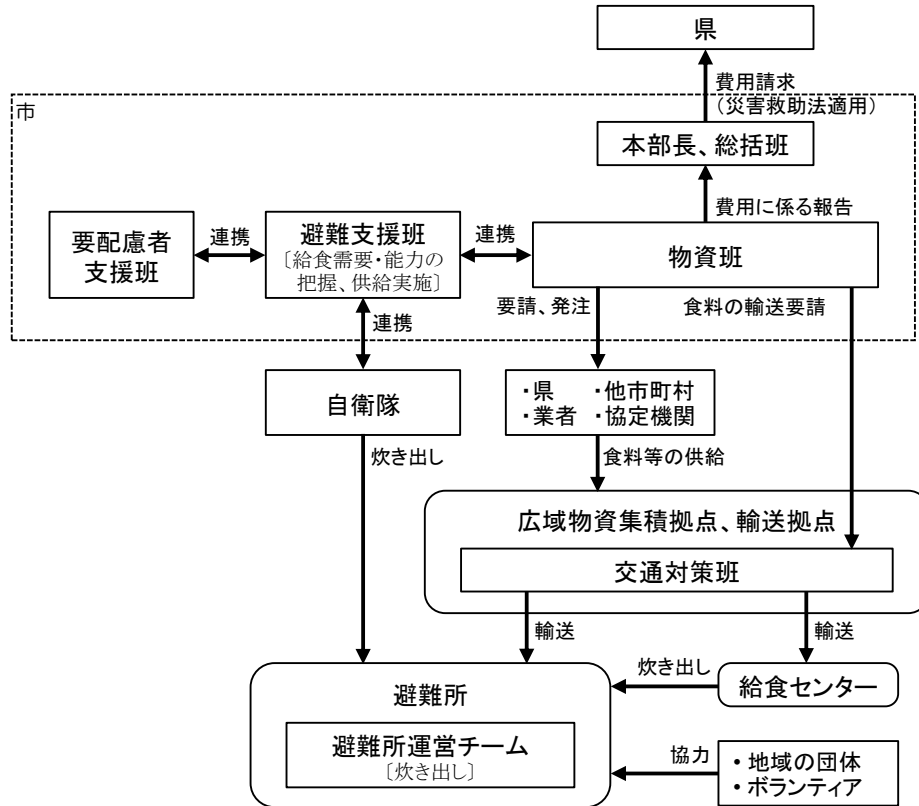 県
費用請求
（災害救助法適用）
市
本部長、総括班
費用に係る報告
要配慮者
支援班
連携
避難支援班
〔給食需要・能力の
把握、供給実施〕
連携
物資班
要請、発注
食料の輸送要請
連携
自衛隊
・県　・他市町村
・業者　・協定機関
炊き出し
食料等の供給
広域物資集積拠点、輸送拠点
交通対策班
輸送
輸送
避難所
炊き出し
給食センター
避難所運営チーム
〔炊き出し〕
協力
・地域の団体
・ボランティア